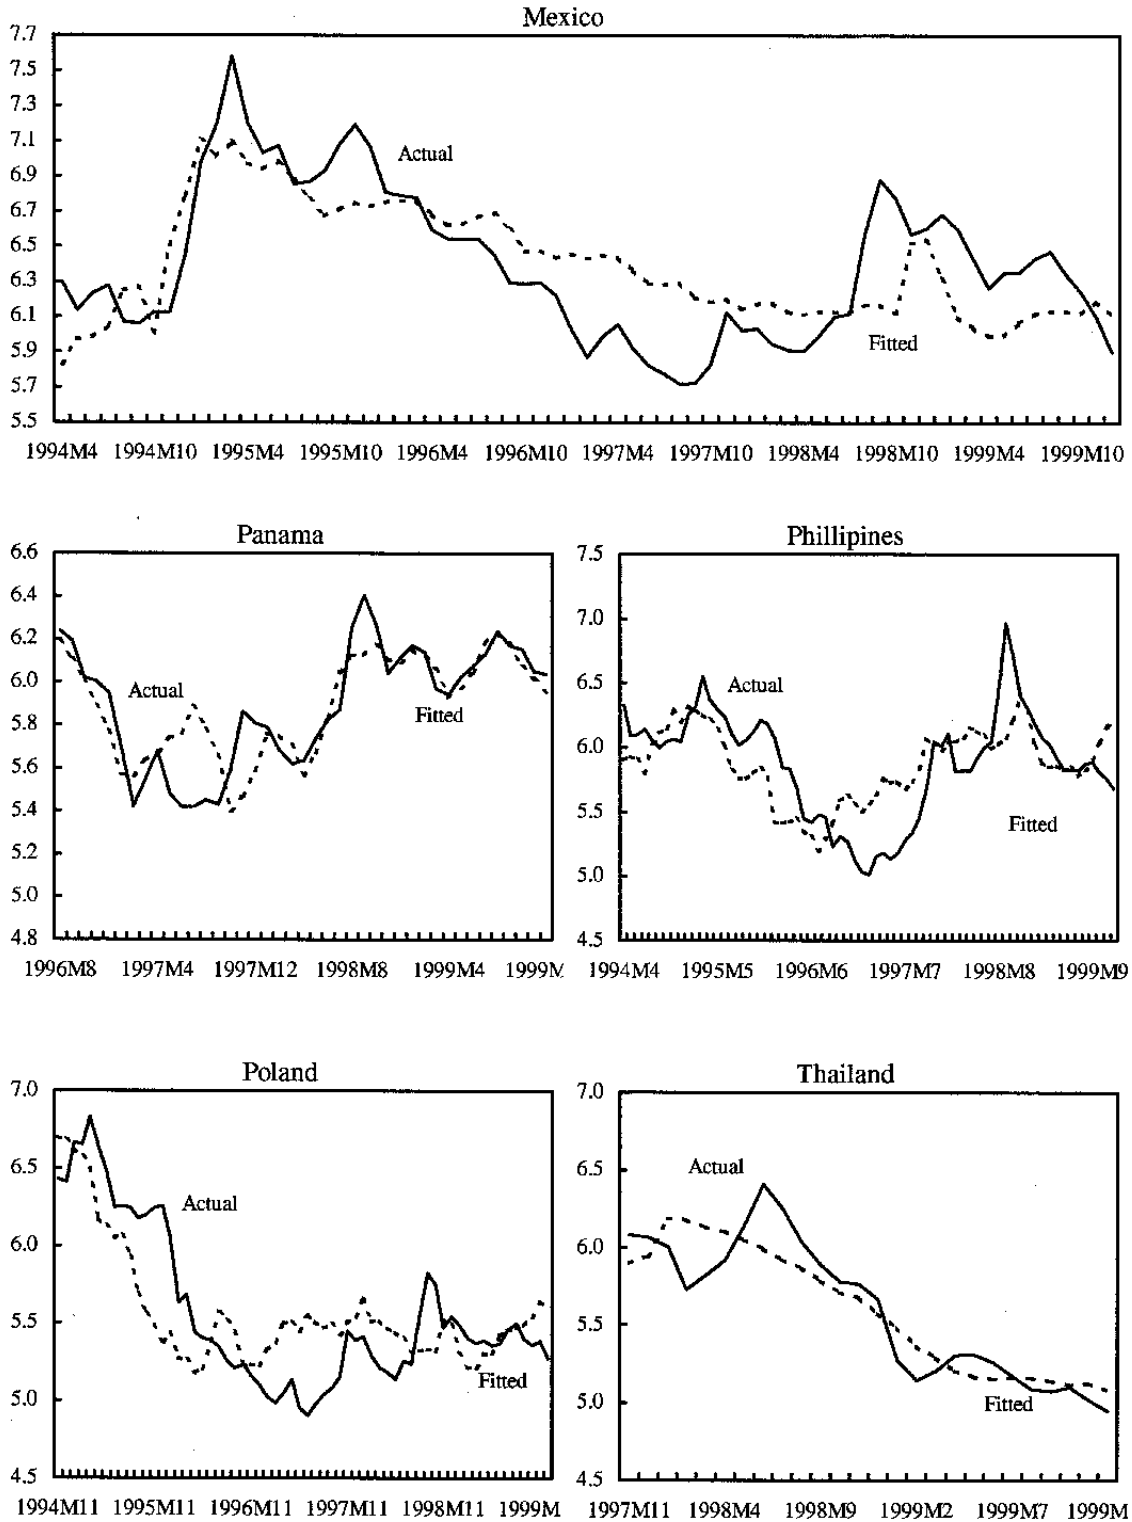 Mexico
7.7
7.5
7.3
7.1
6.9
6.7
6.5
6.3
6.1
5.9
5.7
5.5
Actual
Fitted
1994M4 1994M10 1995M4 1995M10 1996M4 1996M10 1997M4 1997M10 1998M4 1998M10 1999M4 1999M10
Panama
6.6
6.4
6.2
6.0
5.8
5.6
5.4
5.2
5.0
4.8
Actual
Fitted
1996M8 1997M4 1997M12 1998M8 1999M4 1999M
Phillipines
7.5
7.0
6.5
6.0
5.5
5.0
4.5
Actual
Fitted
1994M4 1995M5 1996M6 1997M7 1998M8 1999M9
Poland
7.0
6.5
6.0
5.5
5.0
4.5
Actual
Fitted
1994M11 1995M11 1996M11 1997M11 1998M11 1999M
Thailand
7.0
6.5
6.0
5.5
5.0
4.5
Actual
Fitted
1997M11 1998M4 1998M9 1999M2 1999M7 1999M